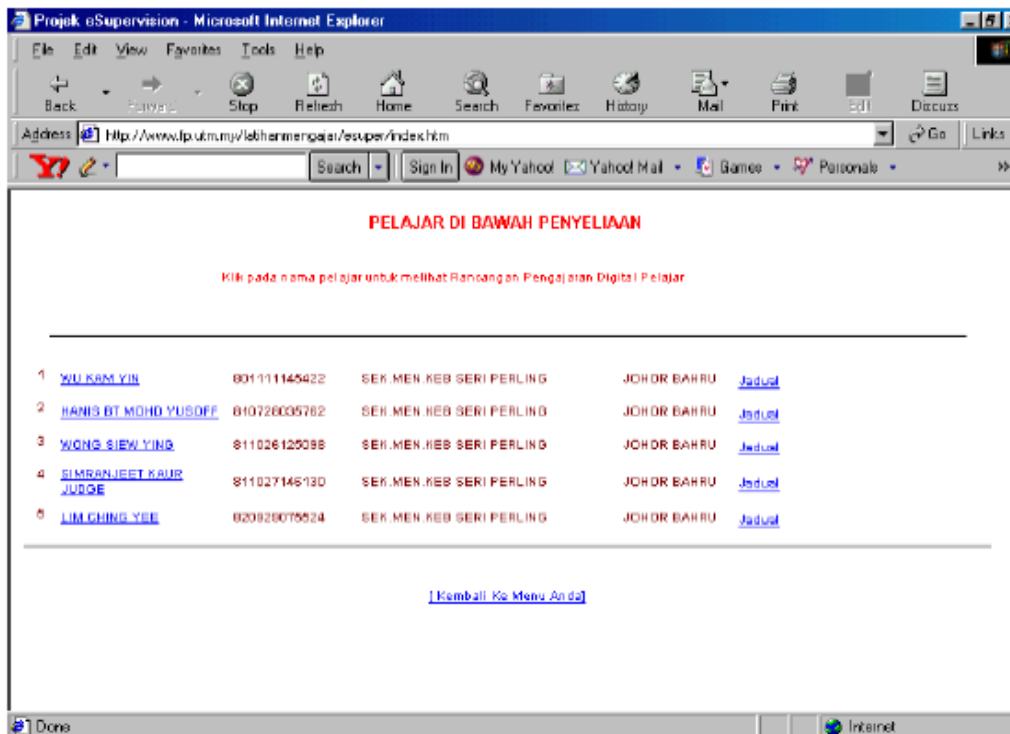 Projek eSupervision - Microsoft Internet Explorer
File Edit View Favorites Tools Help
Back Forward Stop Refresh Home Search Favorites History Mail Print Edit Discuss
Address http://www.fp.utm.my/latihanmengajar/esuper/index.htm Go Links
Y! Search Sign In My Yahoo! Yahoo! Mail Games Personals »
PELAJAR DI BAWAH PENYELIAAN
Klik pada nama pelajar untuk melihat Rancangan Pengajaran Digital Pelajar
1 WU KAM YIN 801111145422 SEK.MEN.KEB SERI PERLING JOHOR BAHRU Jadual
2 HANIS BT MOHD YUSOFF SEK.MEN.KEB SERI PERLING JOHOR BAHRU Jadual
3 WONG SIEW YING SEK.MEN.KEB SERI PERLING JOHOR BAHRU Jadual
4 SIMRANJEET KAUR
JUDGE 811027146130 SEK.MEN.KEB SERI PERLING JOHOR BAHRU Jadual
5 LIM CHING YEE SEK.MEN.KEB SERI PERLING JOHOR BAHRU Jadual
[ Kembali Ke Menu Anda]
Done Internet